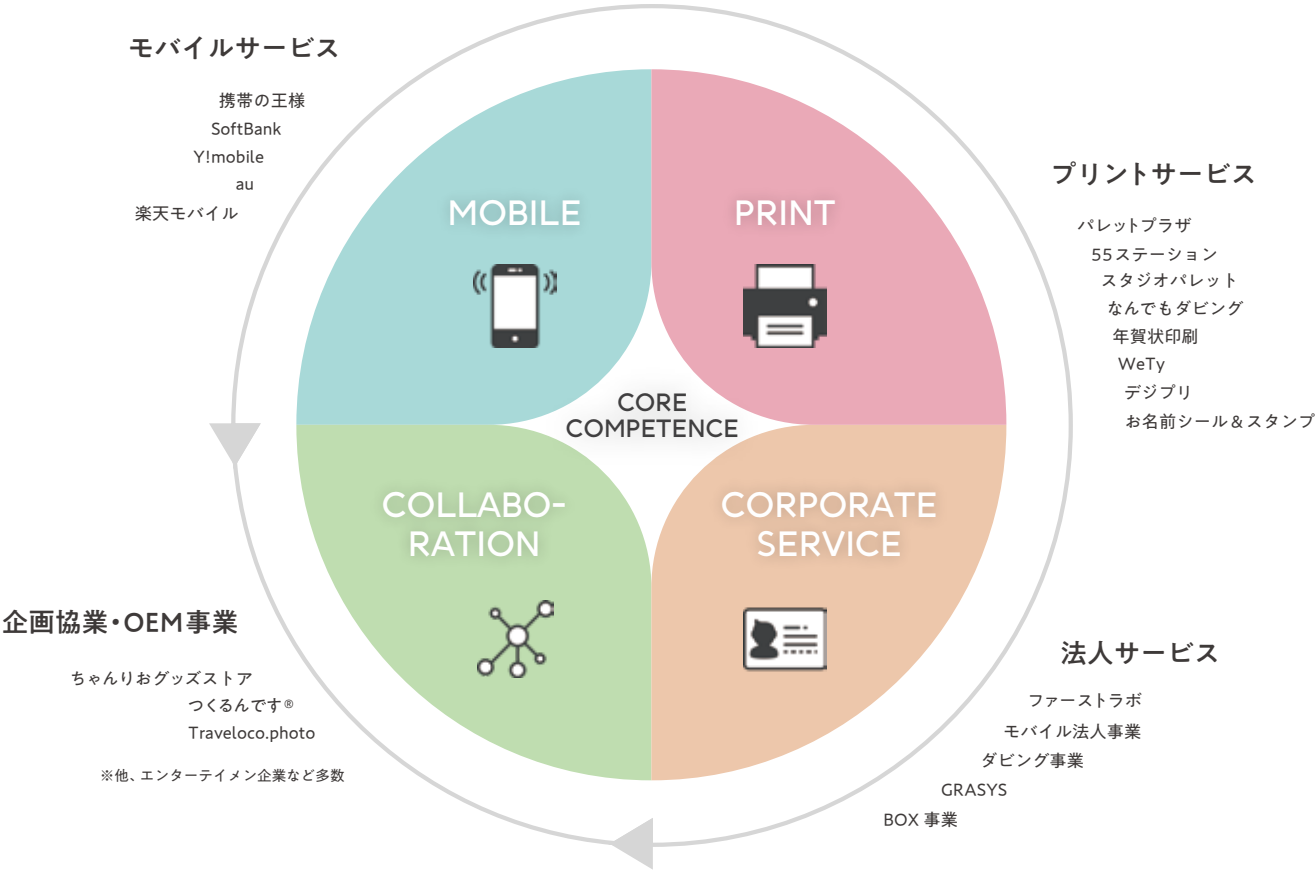 モバイルサービス
携帯の王様
SoftBank
Y!mobile
au
楽天モバイル
MOBILE
PRINT
プリントサービス
パレットプラザ
55ステーション
スタジオパレット
なんでもダビング
年賀状印刷
WeTy
デジプリ
お名前シール＆スタンプ
CORE
COMPETENCE
COLLABO-
RATION
CORPORATE
SERVICE
企画協業・OEM事業
ちゃんりおグッズストア
つくるんです®
Traveloco.photo
※他、エンターテイメン企業など多数
法人サービス
ファーストラボ
モバイル法人事業
ダビング事業
GRASYS
BOX 事業